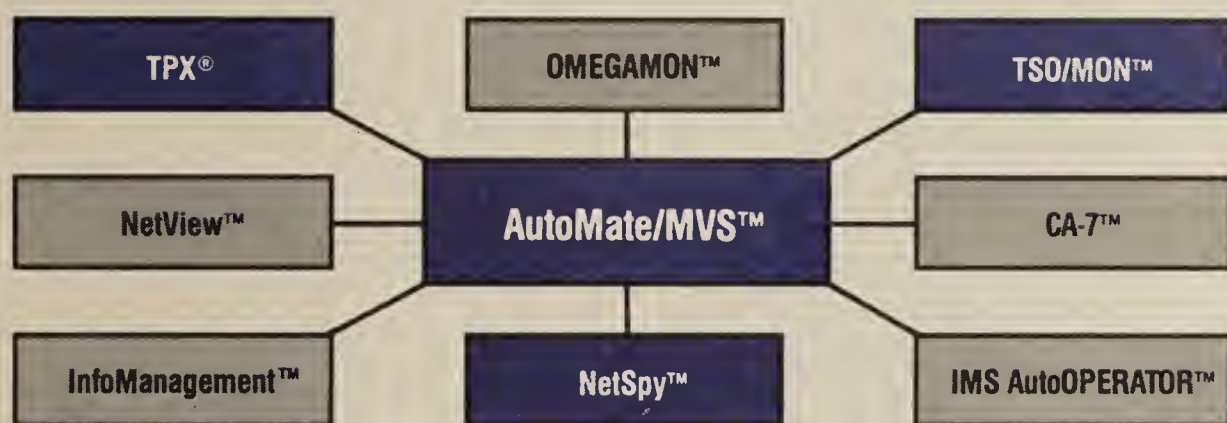 TPX®
OMEGAMON™
TSO/MON™
NetView™
AutoMate/MVS™
CA-7™
InfoManagement™
NetSpy™
IMS AutoOPERATOR™